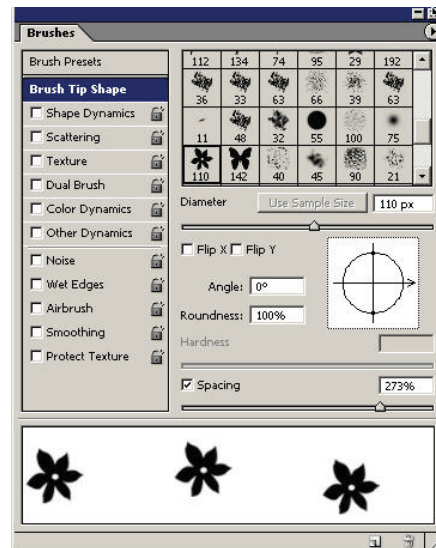 Brushes
Brush Presets
Brush Tip Shape
Shape Dynamics
Scattering
Texture
Dual Brush
Color Dynamics
Other Dynamics
Noise
Wet Edges
Airbrush
Smoothing
Protect Texture
112 134 74 95 29 192
36 33 63 66 39 63
11 48 32 55 100 75
110 142 40 45 90 21
Diameter Use Sample Size 110 px
Flip X Flip Y
Angle: 0º
Roundness: 100%
Hardness
Spacing 273%